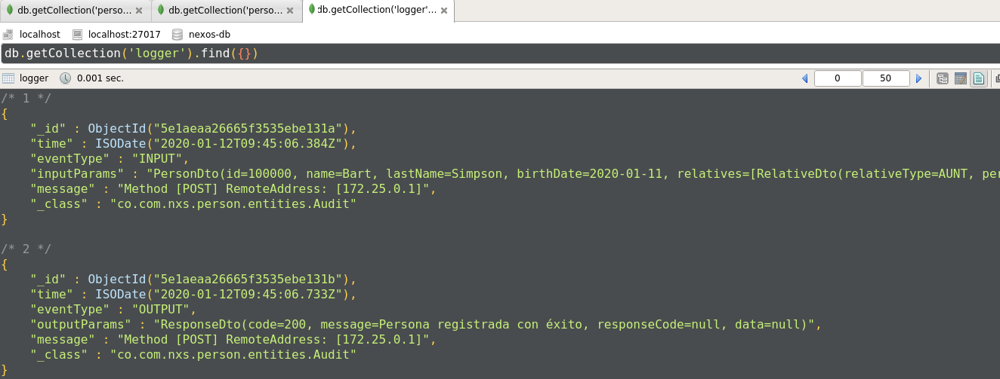 db.getCollection('perso... db.getCollection('perso... db.getCollection('logger'...
localhost localhost:27017 nexos-db
db.getCollection('logger').find({})
logger 0.001 sec. 0 50
/* 1 */
{
"_id" : ObjectId("5e1aeaa26665f3535ebe131a"),
"time" : ISODate("2020-01-12T09:45:06.384Z"),
"eventType" : "INPUT",
"inputParams" : "PersonDto(id=100000, name=Bart, lastName=Simpson, birthDate=2020-01-11, relatives=[RelativeDto(relativeType=AUNT, per
"message" : "Method [POST] RemoteAddress: [172.25.0.1]",
"_class" : "co.com.nxs.person.entities.Audit"
}
/* 2 */
{
"_id" : ObjectId("5e1aeaa26665f3535ebe131b"),
"time" : ISODate("2020-01-12T09:45:06.733Z"),
"eventType" : "OUTPUT",
"outputParams" : "ResponseDto(code=200, message=Persona registrada con éxito, responseCode=null, data=null)",
"message" : "Method [POST] RemoteAddress: [172.25.0.1]",
"_class" : "co.com.nxs.person.entities.Audit"
}